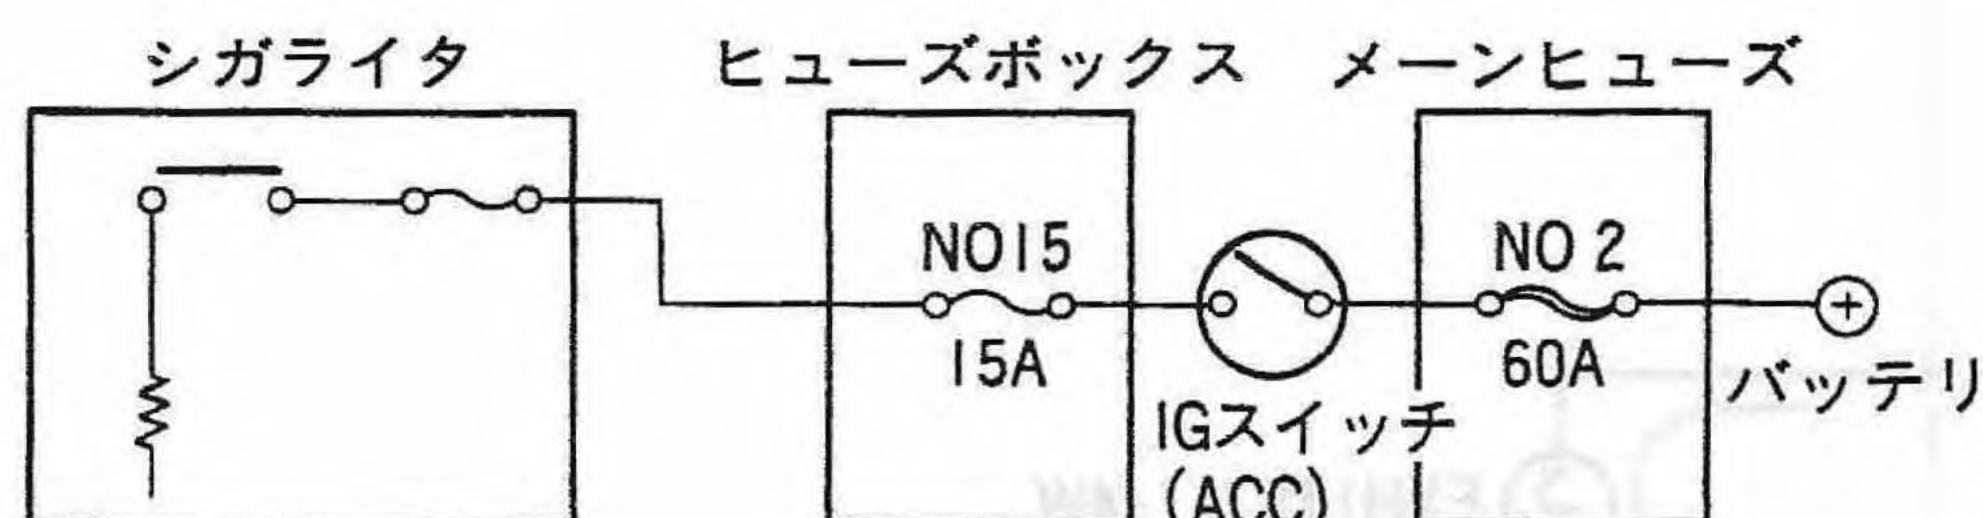 シガライタ
ヒューズボックス
メーンヒューズ
NO15
15A
IGスイッチ
(ACC)
NO 2
60A
+
バッテリ